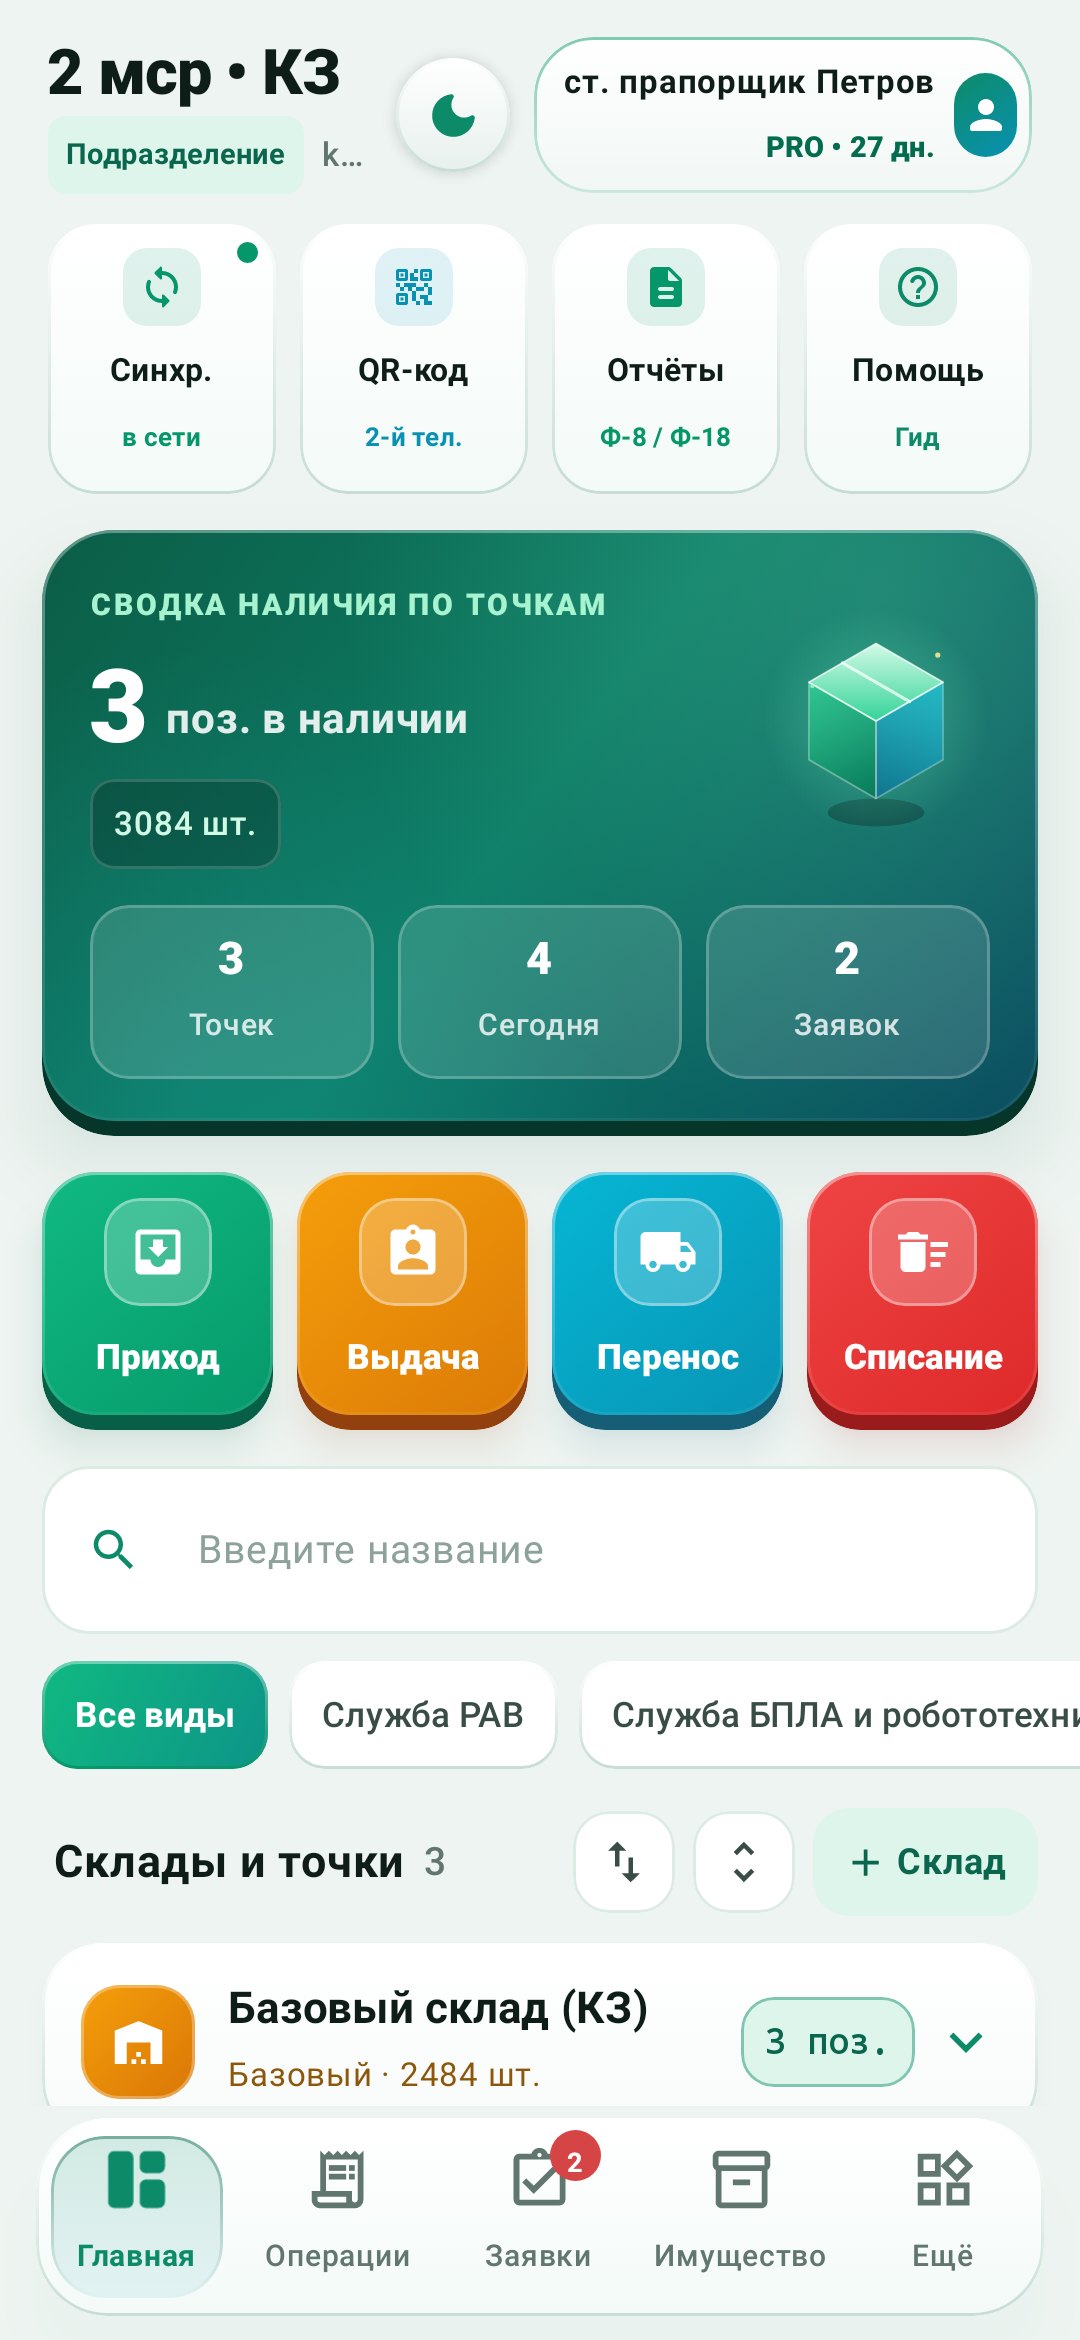 2 мср • КЗ
Подразделение k...
ст. прапорщик Петров
PRO • 27 дн.
Синхр.
в сети
QR-код
2-й тел.
Отчёты
Ф-8 / Ф-18
Помощь
Гид
СВОДКА НАЛИЧИЯ ПО ТОЧКАМ
3 поз. в наличии
3084 шт.
3
Точек
4
Сегодня
2
Заявок
Приход
Выдача
Перенос
Списание
Введите название
Все виды
Служба РАВ
Служба БПЛА и робототехни
Склады и точки 3
+ Склад
Базовый склад (КЗ)
Базовый · 2484 шт.
3 поз.
Главная
Операции
2
Заявки
Имущество
Ещё